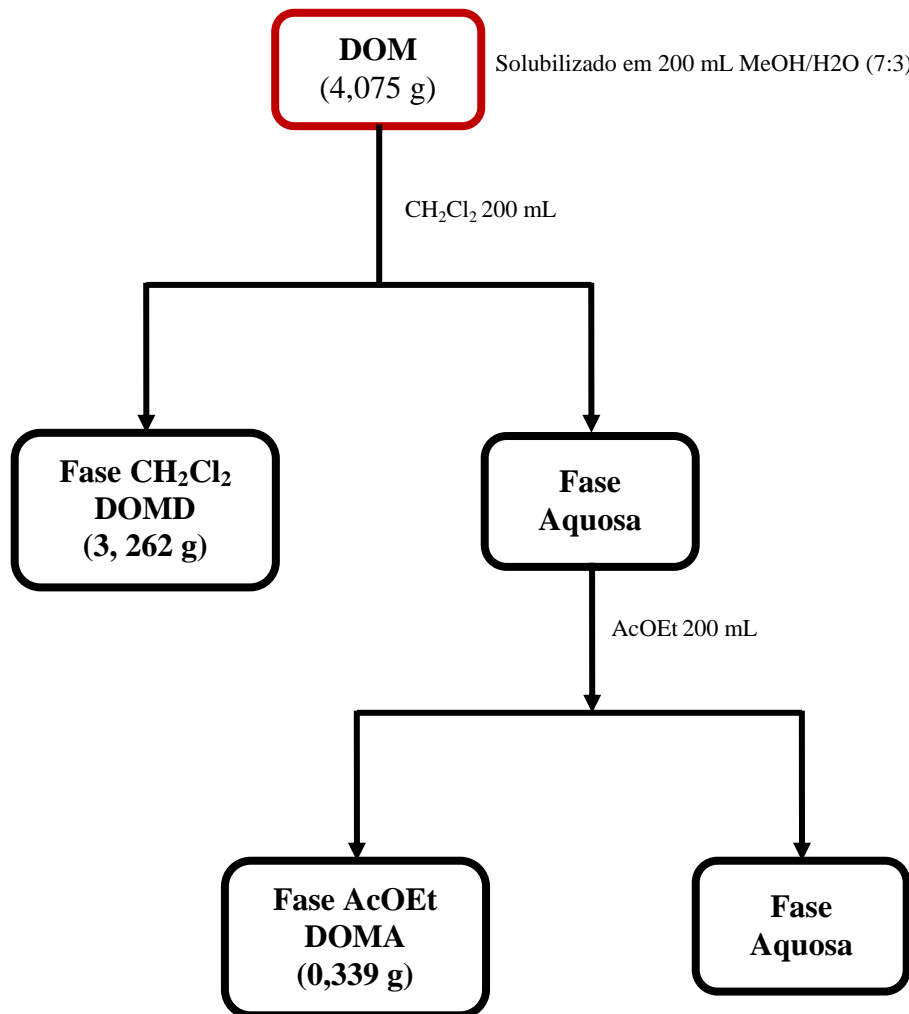 DOM
(4,075 g)
Solubilizado em 200 mL MeOH/H2O (7:3)
CH₂Cl₂ 200 mL
Fase CH₂Cl₂
DOMD
(3, 262 g)
Fase
Aquosa
AcOEt 200 mL
Fase AcOEt
DOMA
(0,339 g)
Fase
Aquosa